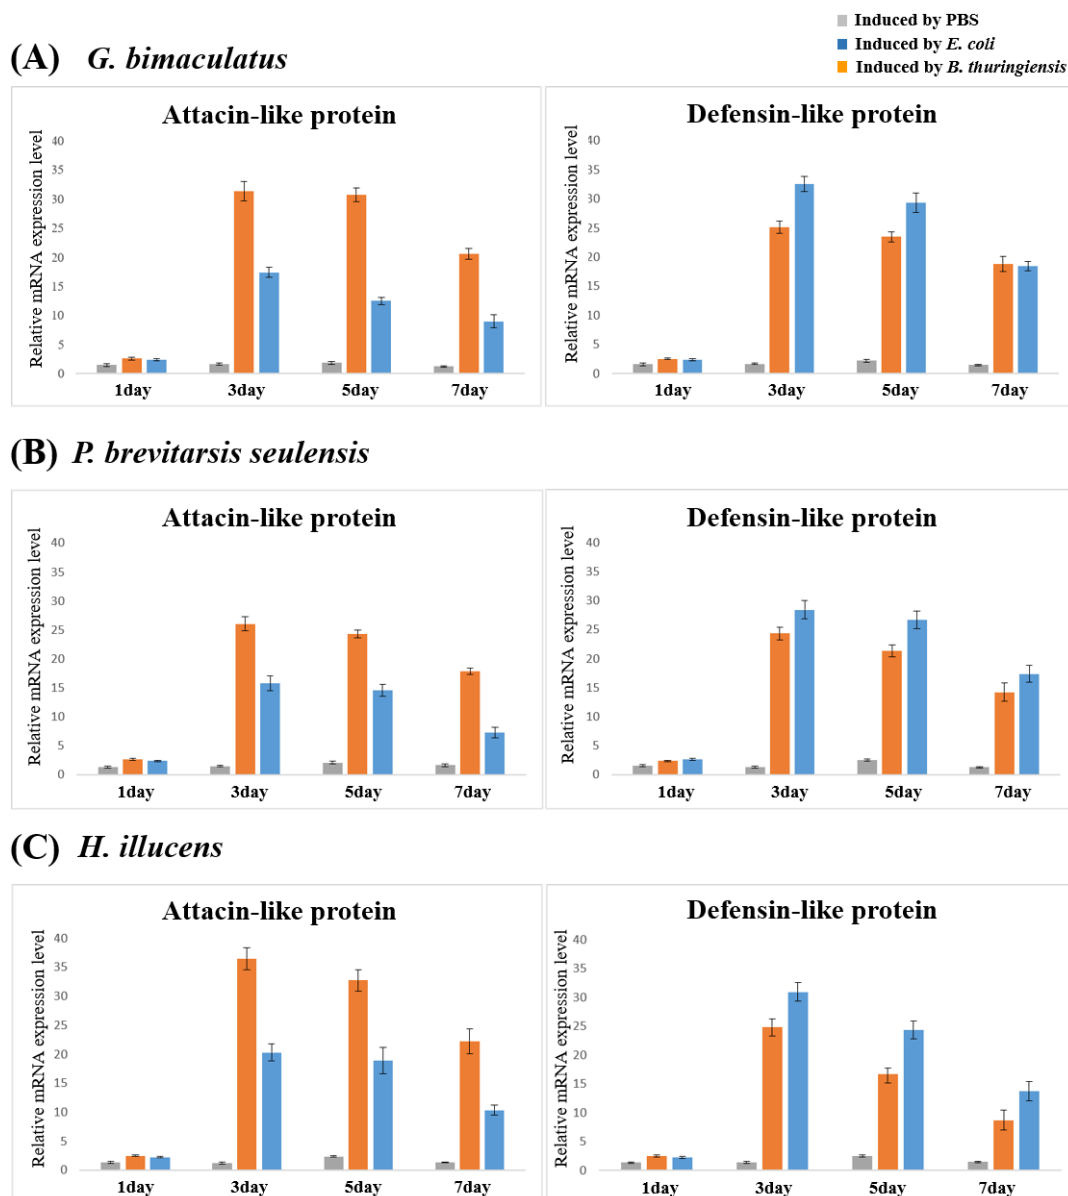 Induced by PBS
Induced by E. coli
Induced by B. thuringiensis
(A) G. bimaculatus
Attacin-like protein
Relative mRNA expression level
40
35
30
25
20
15
10
5
0
1day 3day 5day 7day
Defensin-like protein
Relative mRNA expression level
40
35
30
25
20
15
10
5
0
1day 3day 5day 7day
(B) P. brevitarsis seulensis
Attacin-like protein
Relative mRNA expression level
40
35
30
25
20
15
10
5
0
1day 3day 5day 7day
Defensin-like protein
Relative mRNA expression level
40
35
30
25
20
15
10
5
0
1day 3day 5day 7day
(C) H. illucens
Attacin-like protein
Relative mRNA expression level
40
35
30
25
20
15
10
5
0
1day 3day 5day 7day
Defensin-like protein
Relative mRNA expression level
40
35
30
25
20
15
10
5
0
1day 3day 5day 7day